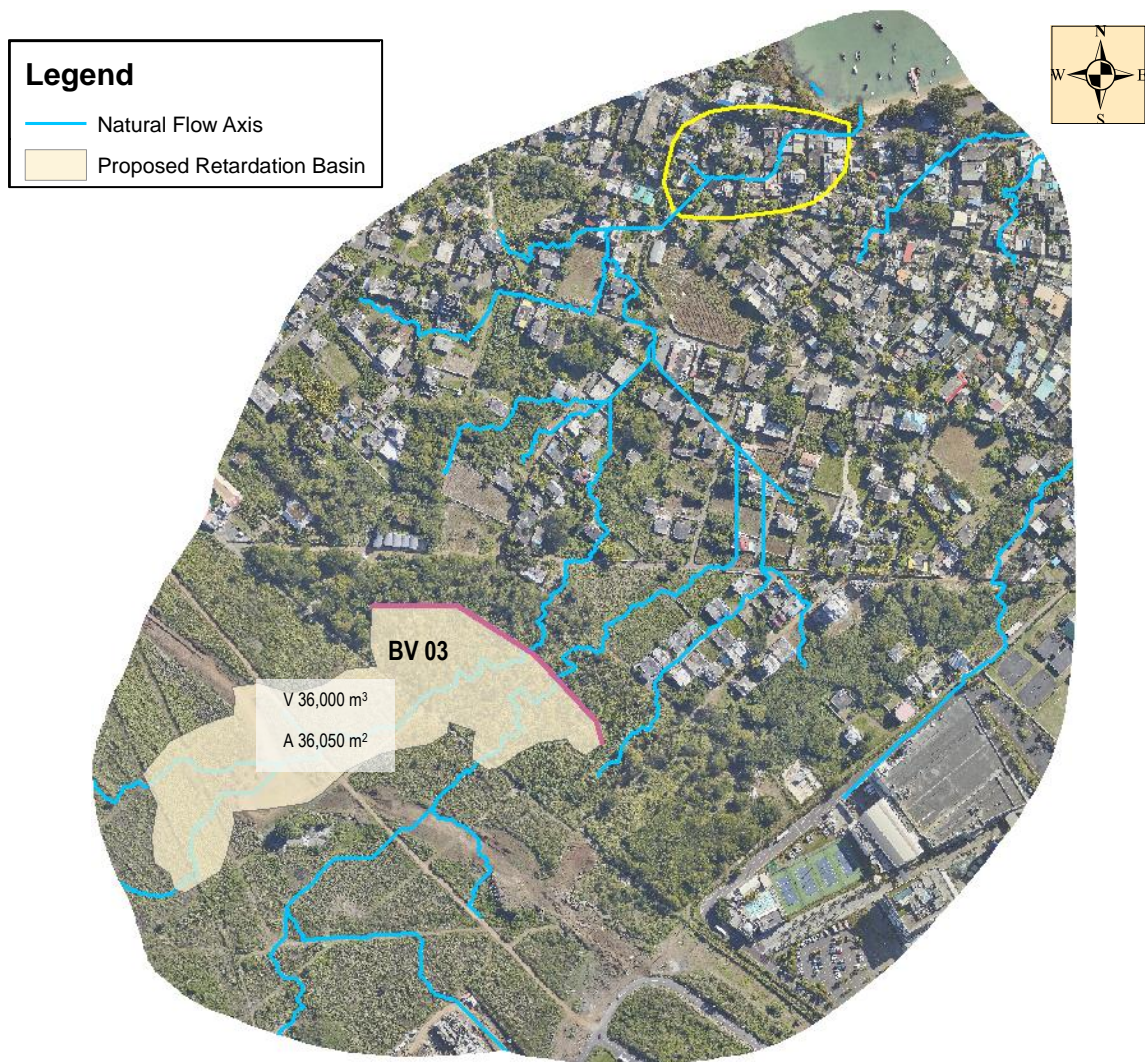 Legend
Natural Flow Axis
Proposed Retardation Basin
N
W E
S
BV 03
V 36,000 m³
A 36,050 m²